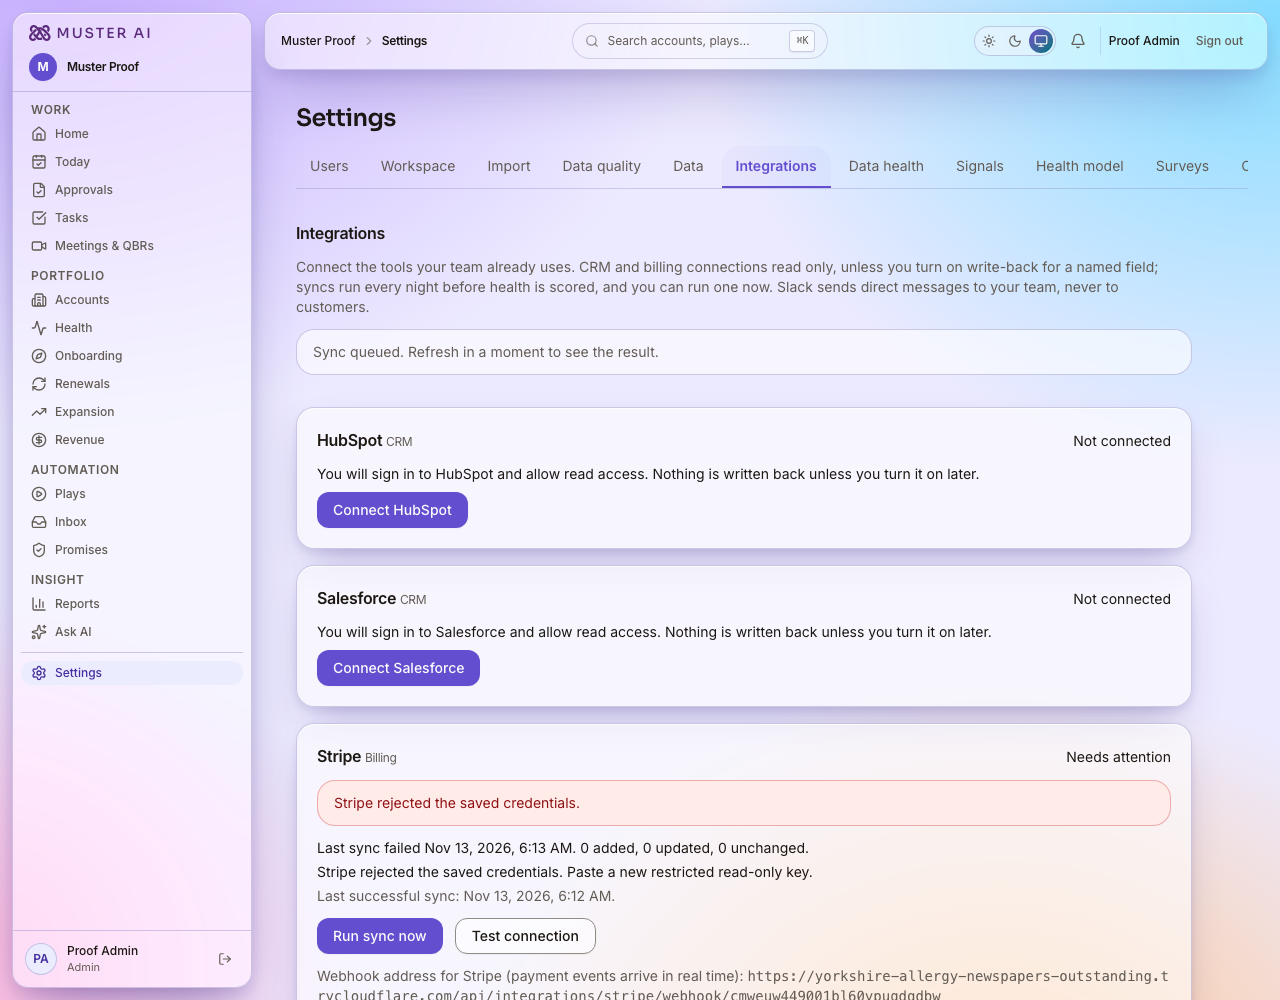 MUSTER AI
M Muster Proof
WORK
Home
Today
Approvals
Tasks
Meetings & QBRs
PORTFOLIO
Accounts
Health
Onboarding
Renewals
Expansion
Revenue
AUTOMATION
Plays
Inbox
Promises
INSIGHT
Reports
Ask AI
Settings
PA Proof Admin
Admin
Muster Proof > Settings
Search accounts, plays... ⌘K
Proof Admin Sign out
Settings
Users Workspace Import Data quality Data Integrations Data health Signals Health model Surveys
Integrations
Connect the tools your team already uses. CRM and billing connections read only, unless you turn on write-back for a named field;
syncs run every night before health is scored, and you can run one now. Slack sends direct messages to your team, never to
customers.
Sync queued. Refresh in a moment to see the result.
HubSpot CRM Not connected
You will sign in to HubSpot and allow read access. Nothing is written back unless you turn it on later.
Connect HubSpot
Salesforce CRM Not connected
You will sign in to Salesforce and allow read access. Nothing is written back unless you turn it on later.
Connect Salesforce
Stripe Billing Needs attention
Stripe rejected the saved credentials.
Last sync failed Nov 13, 2026, 6:13 AM. 0 added, 0 updated, 0 unchanged.
Stripe rejected the saved credentials. Paste a new restricted read-only key.
Last successful sync: Nov 13, 2026, 6:12 AM.
Run sync now Test connection
Webhook address for Stripe (payment events arrive in real time): https://yorkshire-allergy-newspapers-outstanding.t